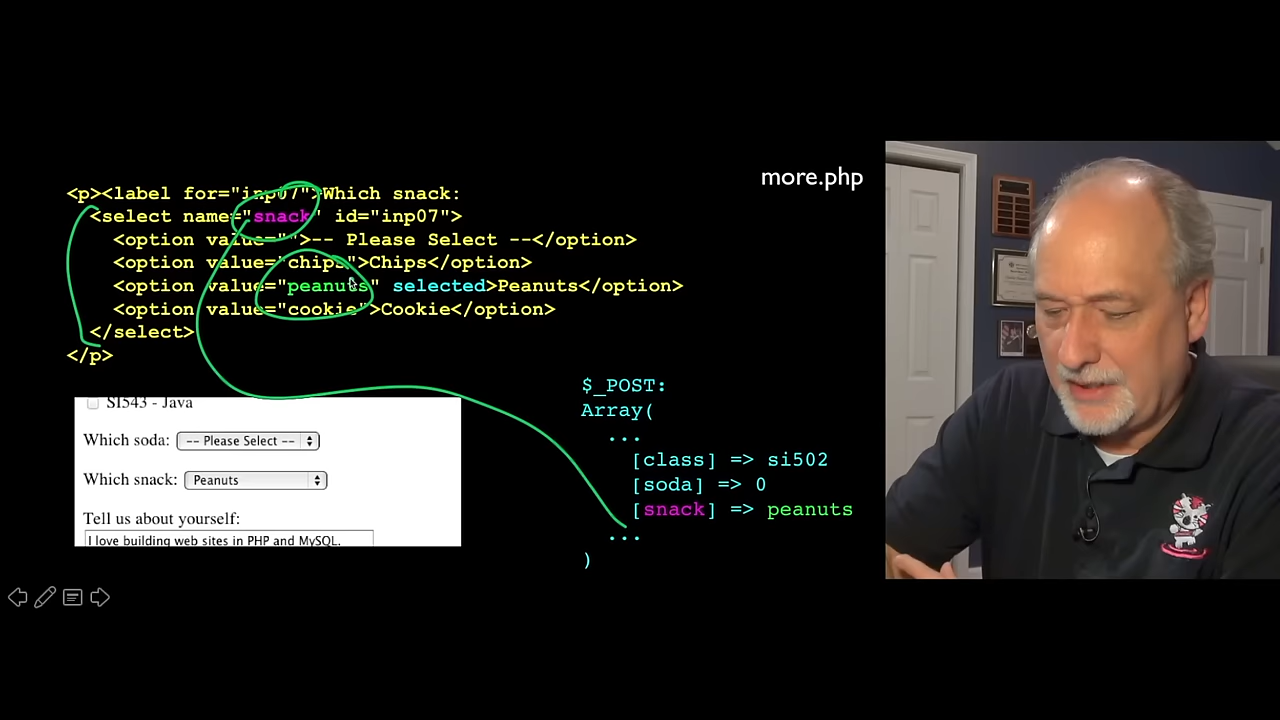 more.php
<p><label for="inp07">Which snack:
<select name="snack" id="inp07">
<option value="">-- Please Select --</option>
<option value="chips">Chips</option>
<option value="peanuts" selected>Peanuts</option>
<option value="cookie">Cookie</option>
</select>
</p>
SI543 - Java
Which soda: -- Please Select --
Which snack: Peanuts
Tell us about yourself:
I love building web sites in PHP and MySQL.
$_POST:
Array(
...
[class] => si502
[soda] => 0
[snack] => peanuts
...
)